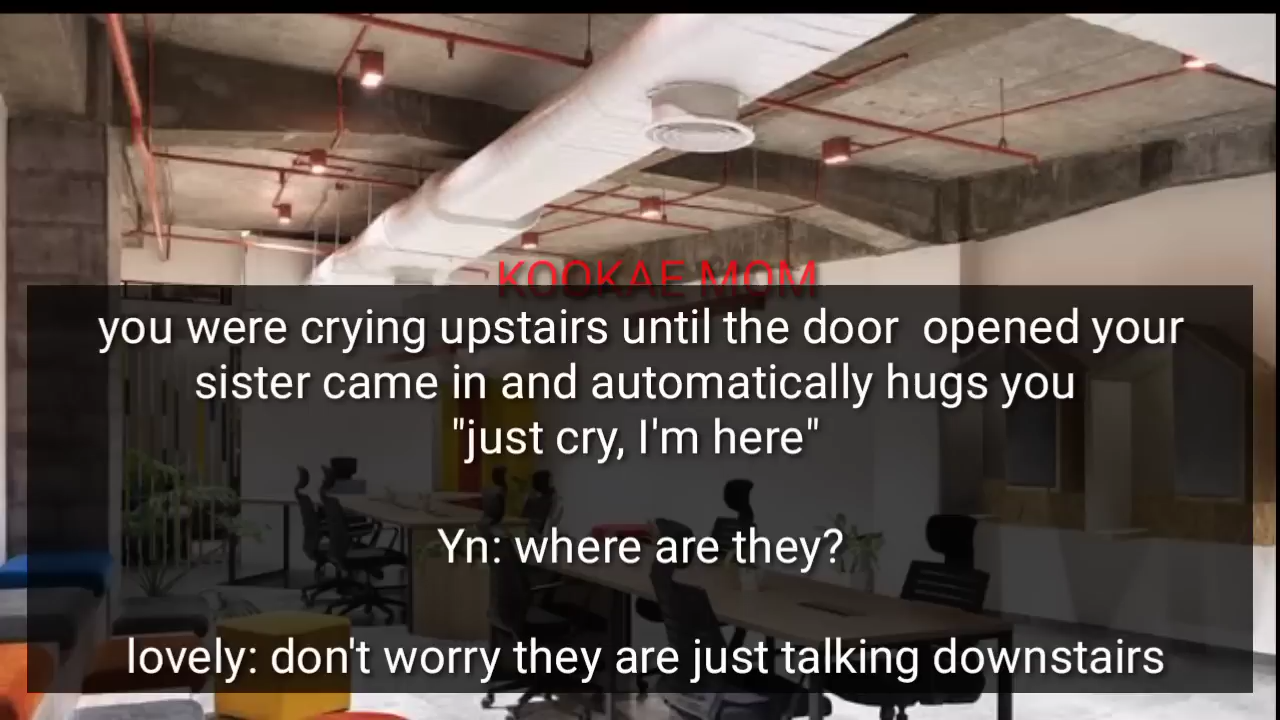 KOOKAE MOM
you were crying upstairs until the door  opened your
sister came in and automatically hugs you
"just cry, I'm here"
Yn: where are they?
lovely: don't worry they are just talking downstairs